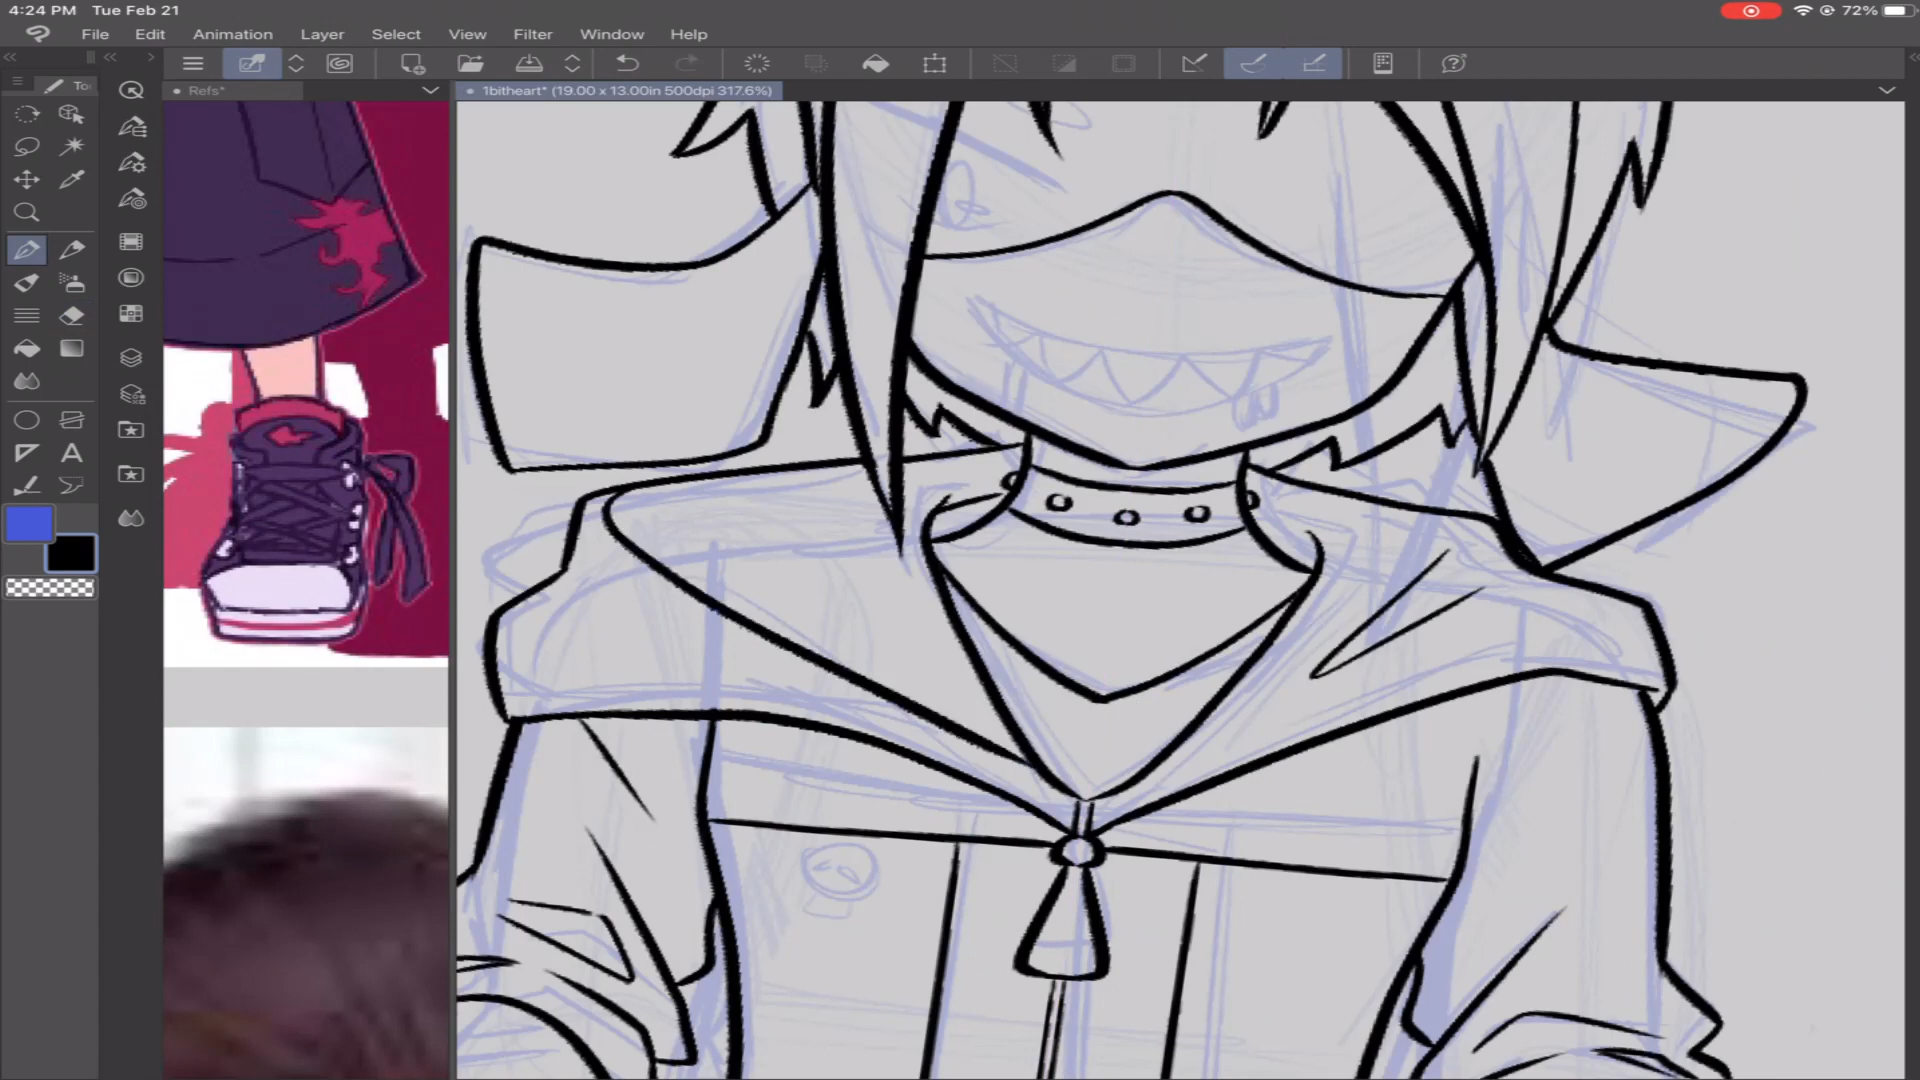 4:24 PM Tue Feb 21
72%
File Edit Animation Layer Select View Filter Window Help
To
Refs*
1bitheart* (19.00 x 13.00in 500dpi 317.6%)
A